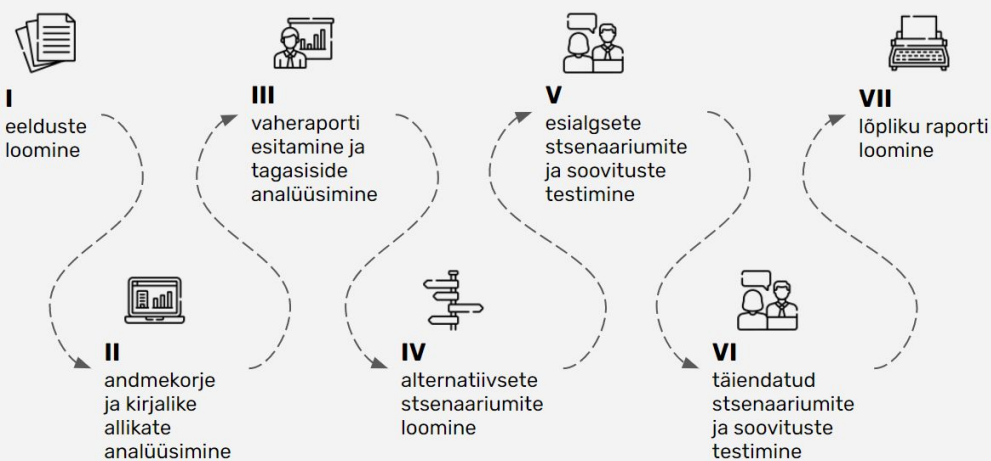 I
eelduste
loomine
II
andmekorje
ja kirjalike
allikate
analüüsimine
III
vaheraporti
esitamine ja
tagasiside
analüüsimine
IV
alternatiivsete
stsenaariumite
loomine
V
esialgsete
stsenaariumite
ja soovituste
testimine
VI
täiendatud
stsenaariumite
ja soovituste
testimine
VII
lõpliku raporti
loomine